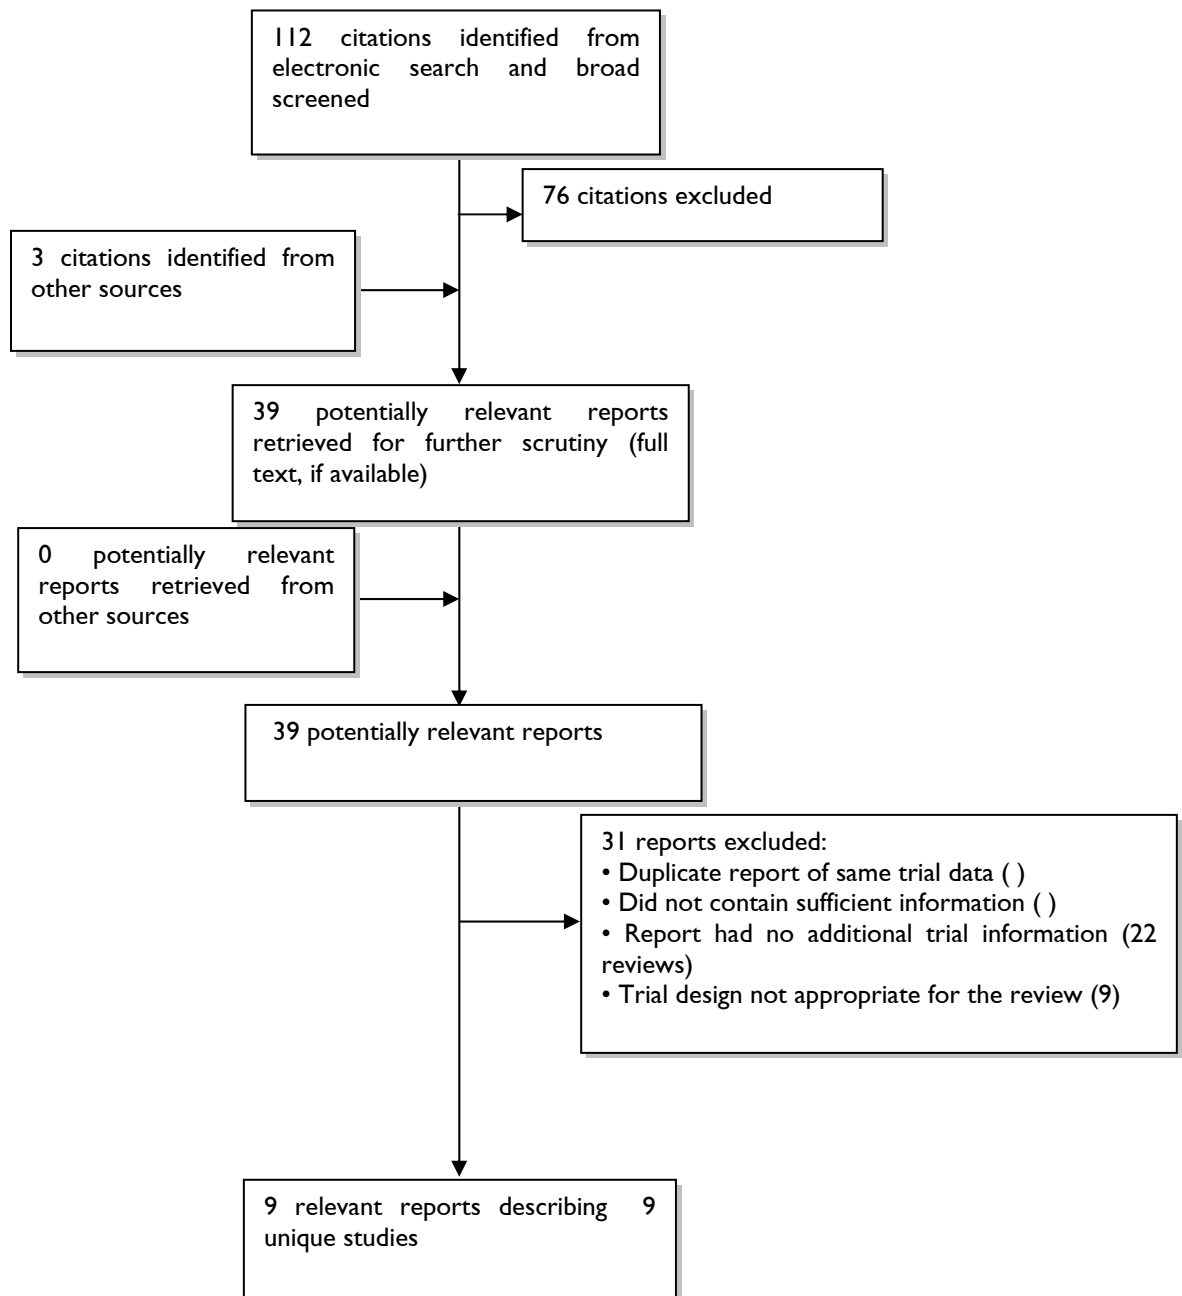 112 citations identified from
electronic search and broad
screened
76 citations excluded
3 citations identified from
other sources
39 potentially relevant reports
retrieved for further scrutiny (full
text, if available)
0 potentially relevant
reports retrieved from
other sources
39 potentially relevant reports
31 reports excluded:
• Duplicate report of same trial data ( )
• Did not contain sufficient information ( )
• Report had no additional trial information (22
reviews)
• Trial design not appropriate for the review (9)
9 relevant reports describing 9
unique studies